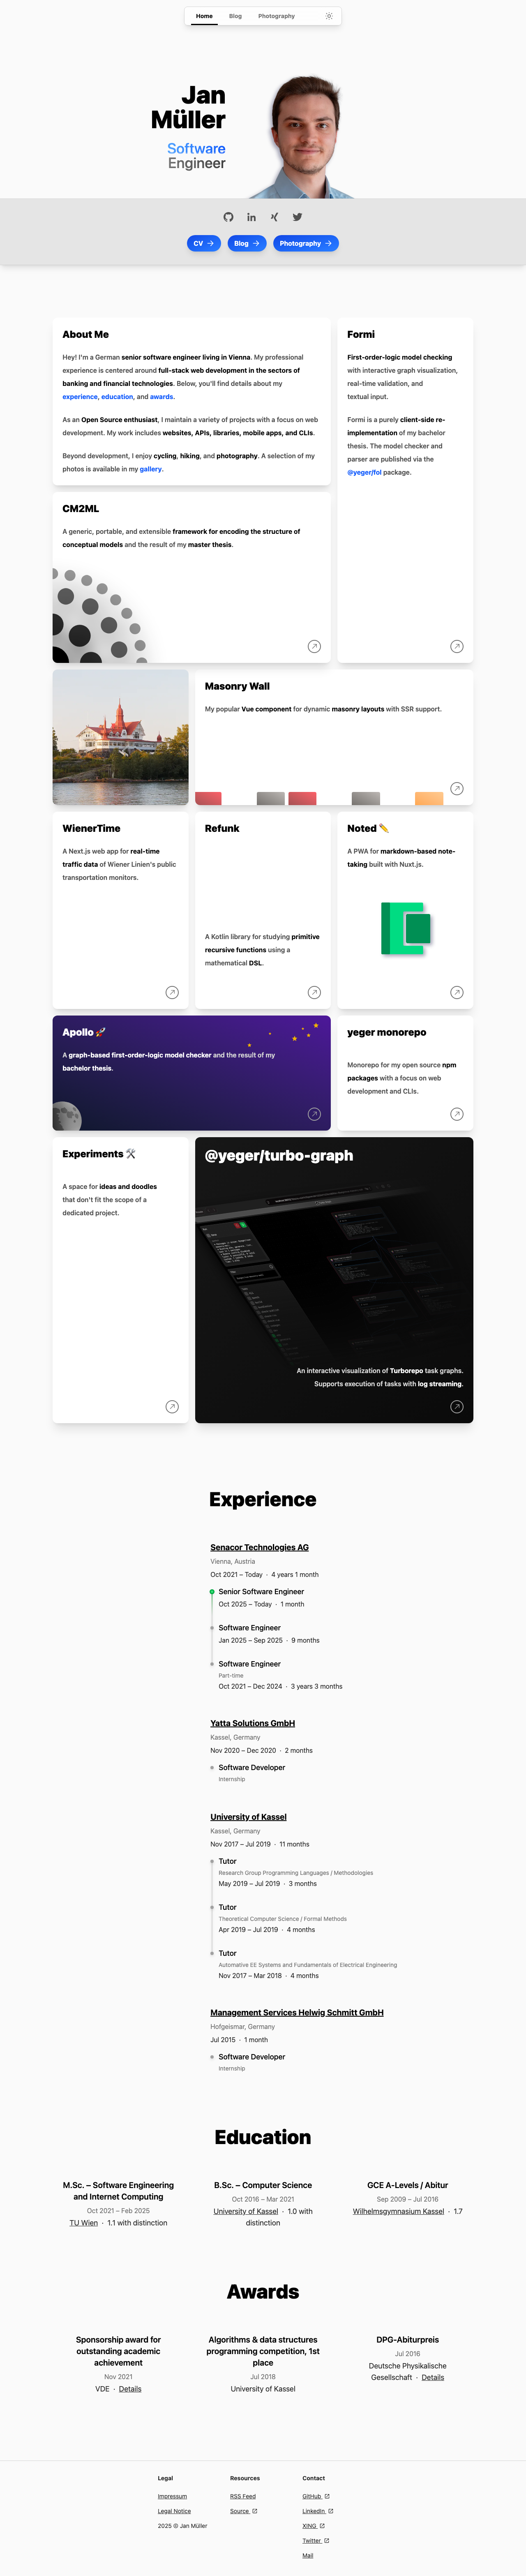 Home Blog Photography
Jan
Müller
Software
Engineer
CV
Blog
Photography
About Me
Hey! I'm a German senior software engineer living in Vienna. My professional
experience is centered around full-stack web development in the sectors of
banking and financial technologies. Below, you'll find details about my
experience, education, and awards.
As an Open Source enthusiast, I maintain a variety of projects with a focus on web
development. My work includes websites, APIs, libraries, mobile apps, and CLIs.
Beyond development, I enjoy cycling, hiking, and photography. A selection of my
photos is available in my gallery.
Formi
First-order-logic model checking
with interactive graph visualization,
real-time validation, and
textual input.
Formi is a purely client-side re-
implementation of my bachelor
thesis. The model checker and
parser are published via the
@yeger/fol package.
CM2ML
A generic, portable, and extensible framework for encoding the structure of
conceptual models and the result of my master thesis.
Masonry Wall
My popular Vue component for dynamic masonry layouts with SSR support.
WienerTime
A Next.js web app for real-time
traffic data of Wiener Linien's public
transportation monitors.
Refunk
A Kotlin library for studying primitive
recursive functions using a
mathematical DSL.
Noted ✏️
A PWA for markdown-based note-
taking built with Nuxt.js.
Apollo 🚀
A graph-based first-order-logic model checker and the result of my
bachelor thesis.
yeger monorepo
Monorepo for my open source npm
packages with a focus on web
development and CLIs.
Experiments 🛠️
A space for ideas and doodles
that don't fit the scope of a
dedicated project.
@yeger/turbo-graph
An interactive visualization of Turborepo task graphs.
Supports execution of tasks with log streaming.
Experience
Senacor Technologies AG
Vienna, Austria
Oct 2021 – Today · 4 years 1 month
Senior Software Engineer
Oct 2025 – Today · 1 month
Software Engineer
Jan 2025 – Sep 2025 · 9 months
Software Engineer
Part-time
Oct 2021 – Dec 2024 · 3 years 3 months
Yatta Solutions GmbH
Kassel, Germany
Nov 2020 – Dec 2020 · 2 months
Software Developer
Internship
University of Kassel
Kassel, Germany
Nov 2017 – Jul 2019 · 11 months
Tutor
Research Group Programming Languages / Methodologies
May 2019 – Jul 2019 · 3 months
Tutor
Theoretical Computer Science / Formal Methods
Apr 2019 – Jul 2019 · 4 months
Tutor
Automative EE Systems and Fundamentals of Electrical Engineering
Nov 2017 – Mar 2018 · 4 months
Management Services Helwig Schmitt GmbH
Hofgeismar, Germany
Jul 2015 · 1 month
Software Developer
Internship
Education
M.Sc. – Software Engineering
and Internet Computing
Oct 2021 – Feb 2025
TU Wien · 1.1 with distinction
B.Sc. – Computer Science
Oct 2016 – Mar 2021
University of Kassel · 1.0 with
distinction
GCE A-Levels / Abitur
Sep 2009 – Jul 2016
Wilhelmsgymnasium Kassel · 1.7
Awards
Sponsorship award for
outstanding academic
achievement
Nov 2021
VDE · Details
Algorithms & data structures
programming competition, 1st
place
Jul 2018
University of Kassel
DPG-Abiturpreis
Jul 2016
Deutsche Physikalische
Gesellschaft · Details
Legal
Impressum
Legal Notice
2025 © Jan Müller
Resources
RSS Feed
Source
Contact
GitHub
LinkedIn
XING
Twitter
Mail